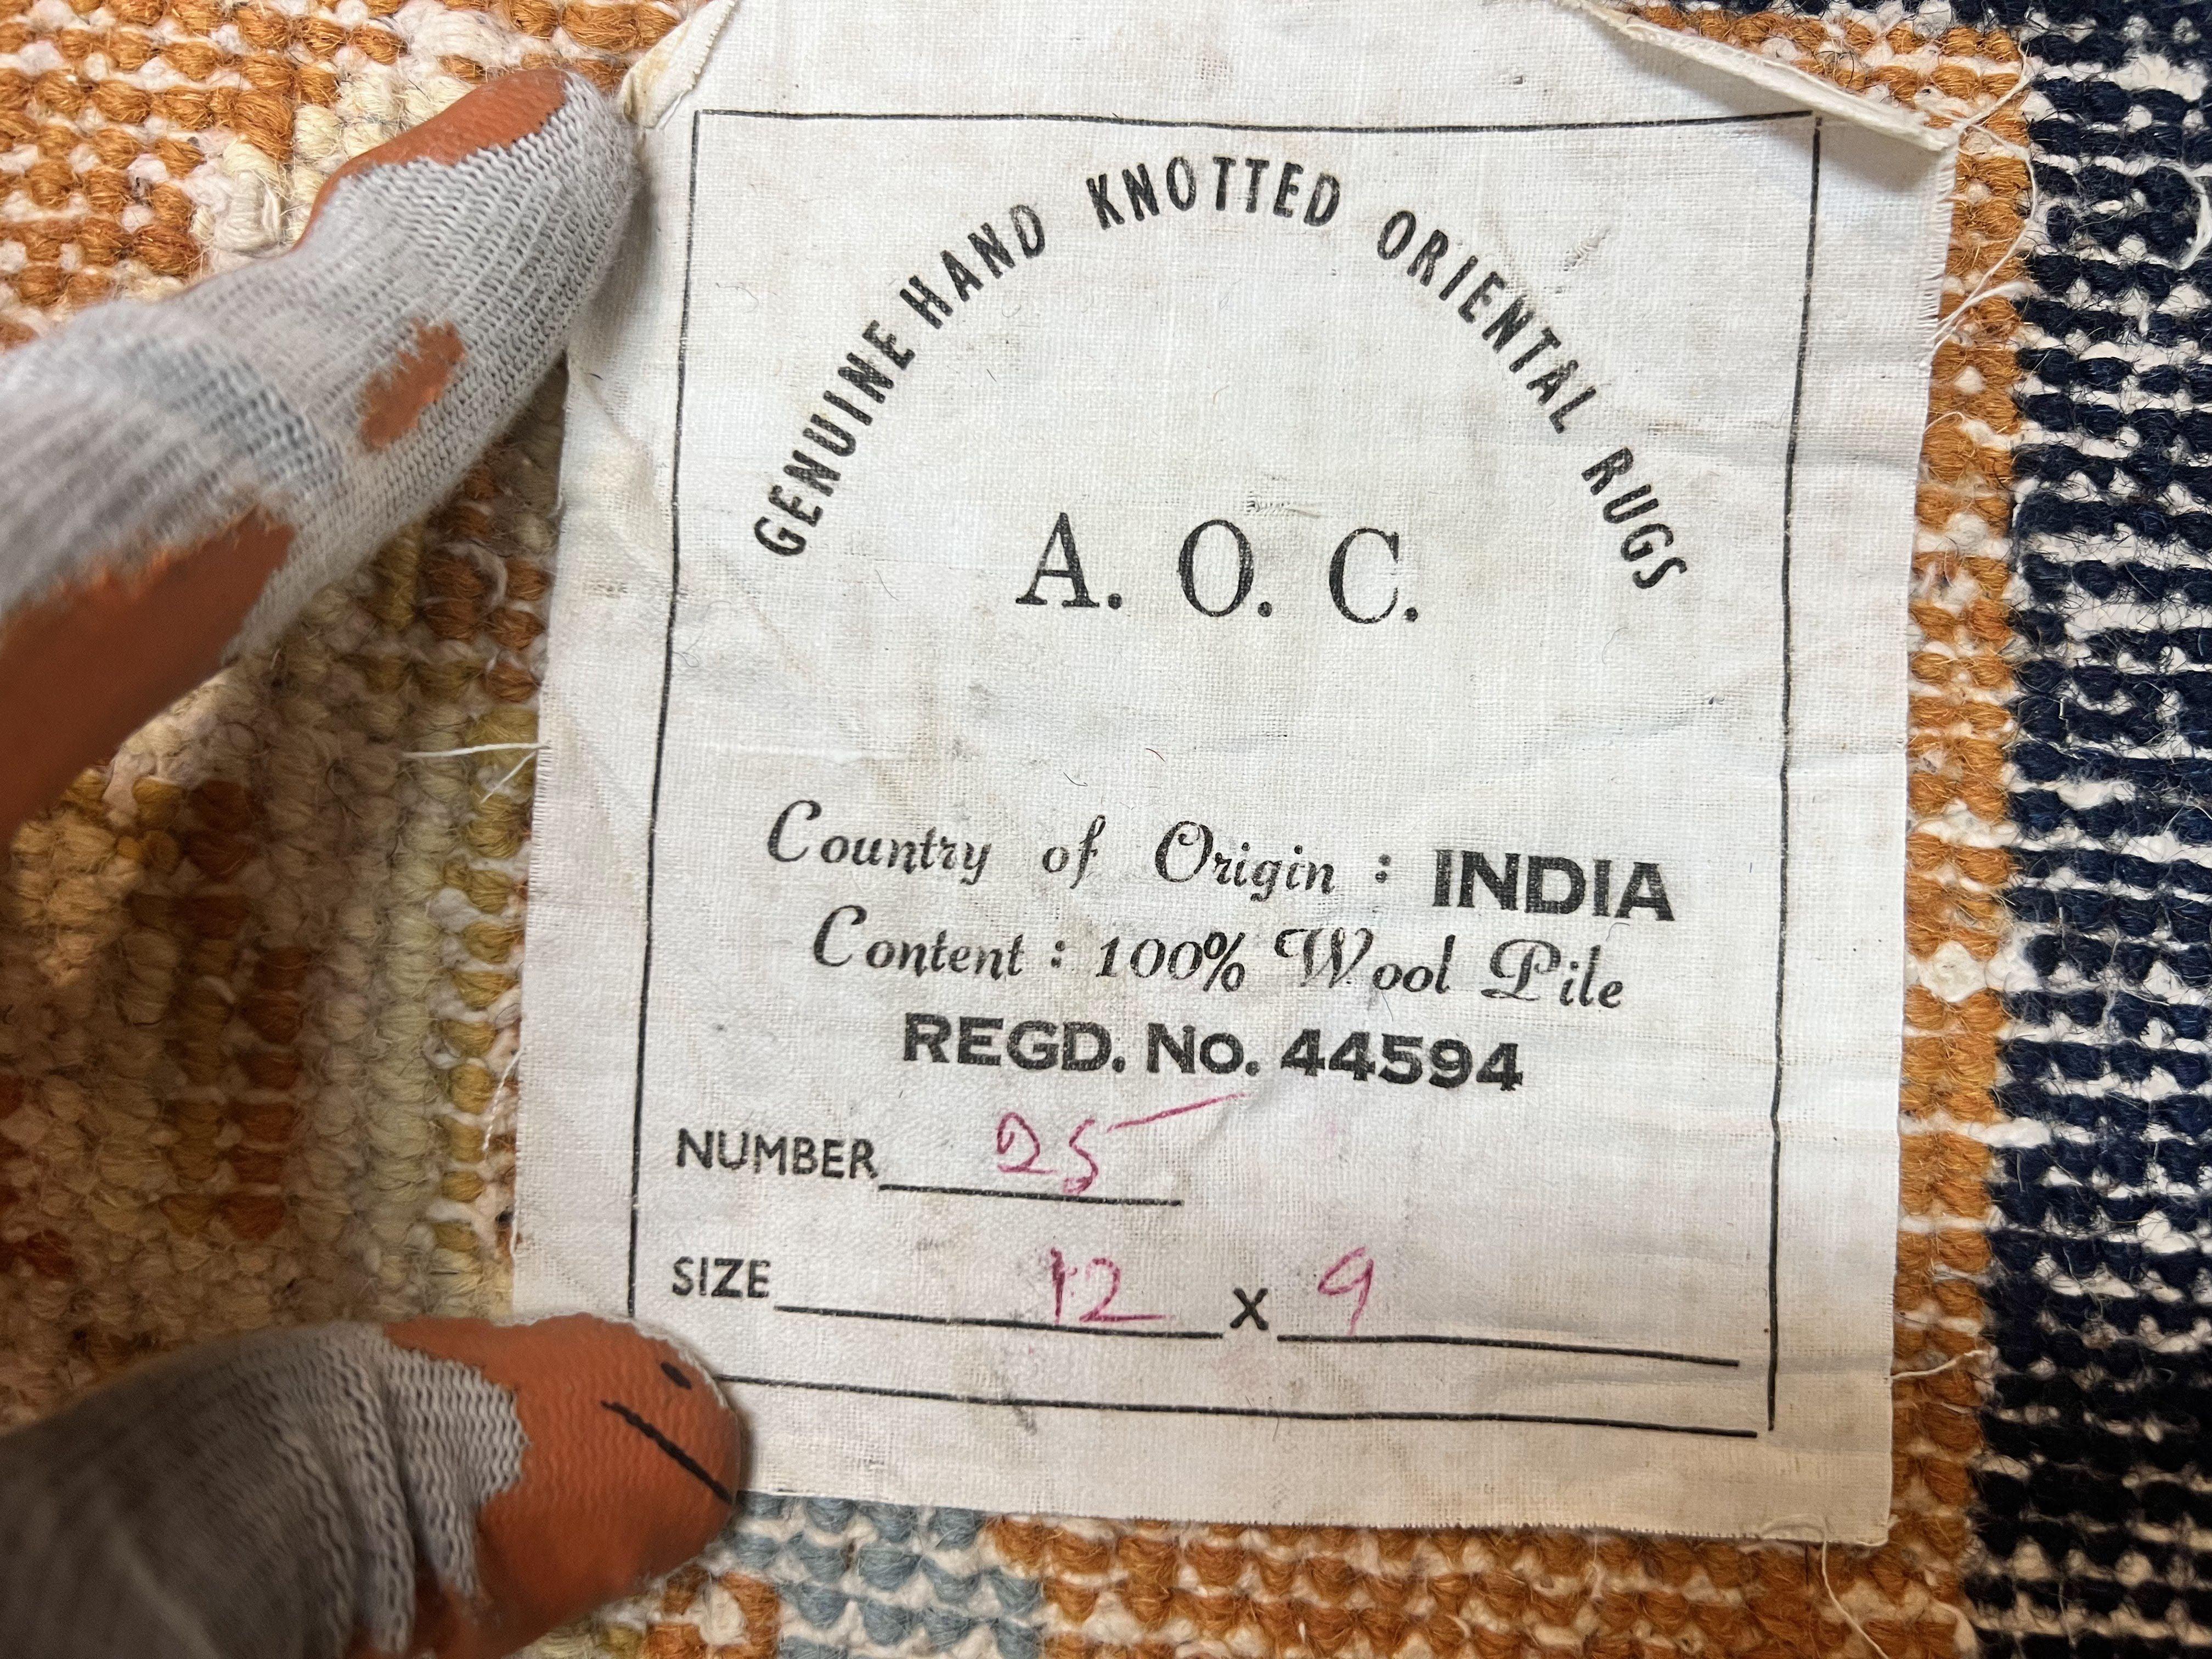 GENUINE HAND KNOTTED ORIENTAL RUGS
A. O. C.
Country of Origin : INDIA
Content : 100% Wool Pile
REGD. No. 44594
NUMBER 25
SIZE 12 x 9